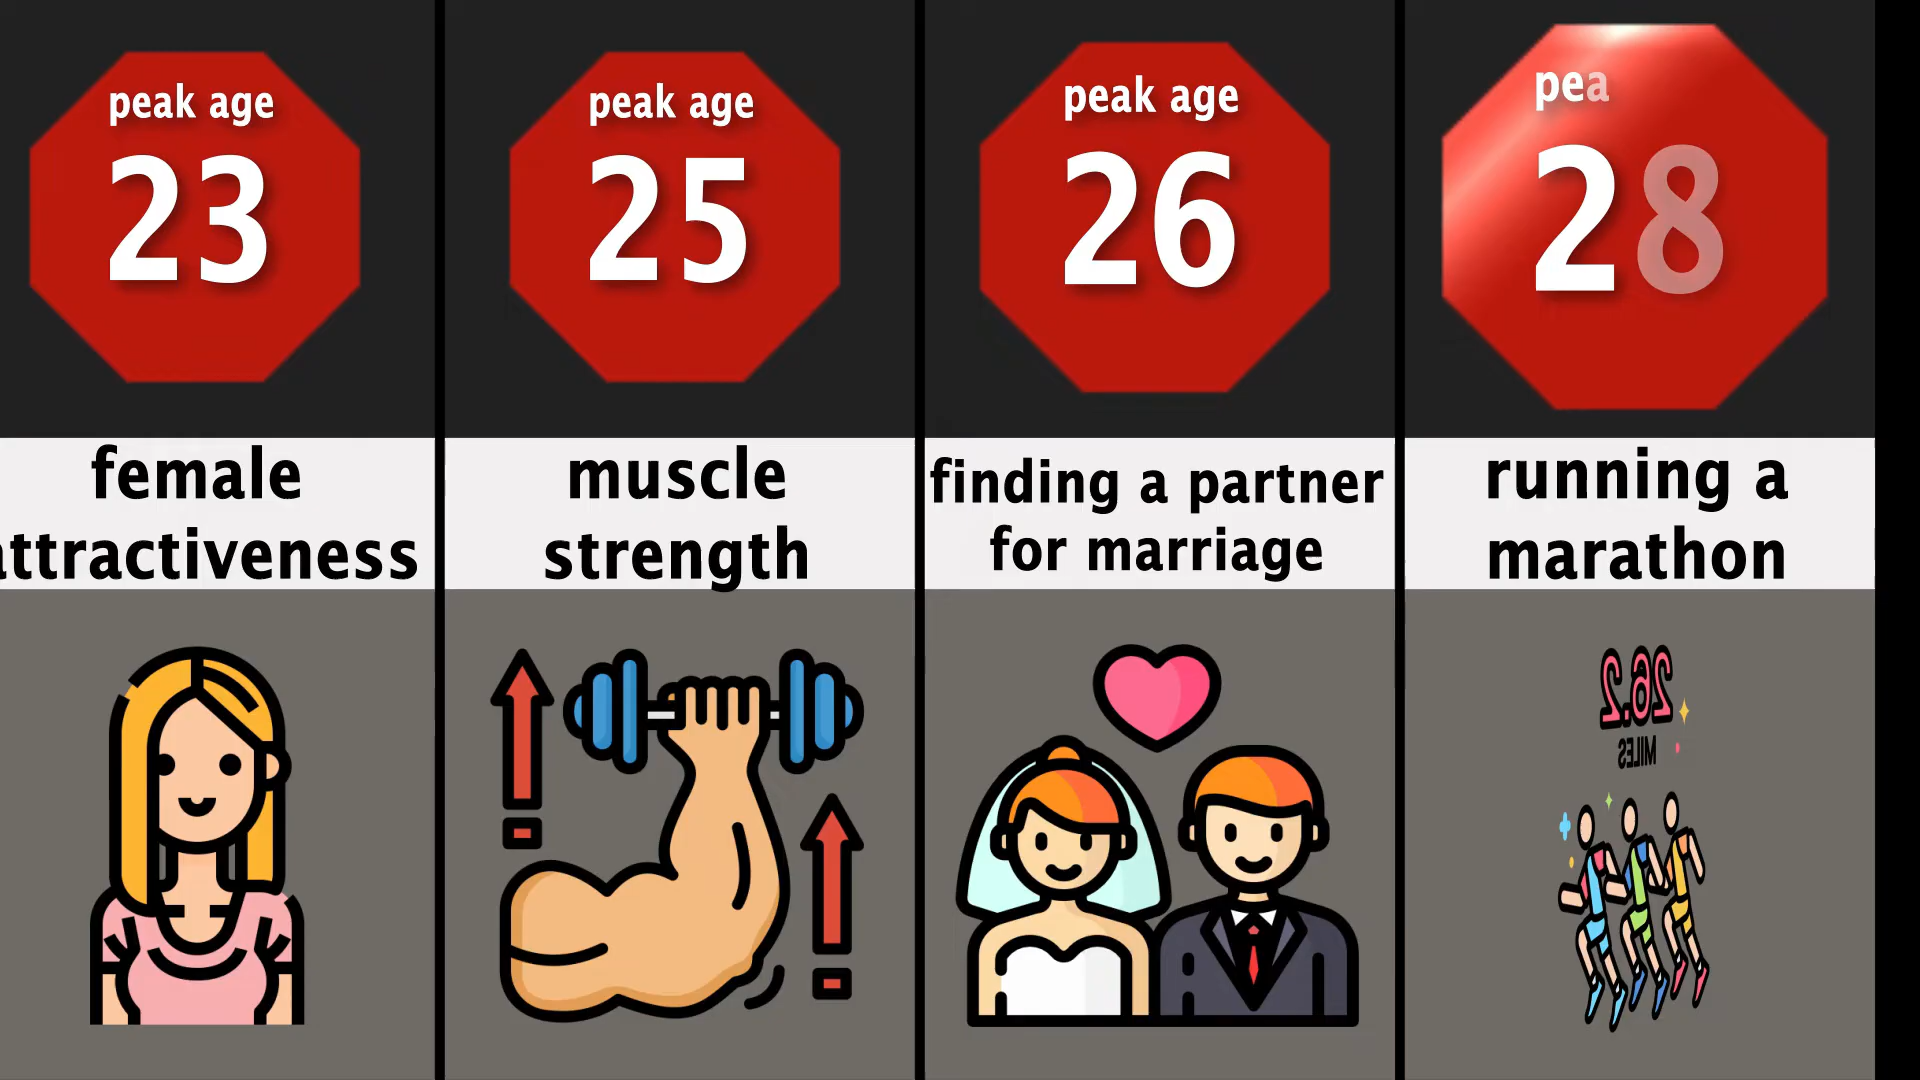 peak age
23
female
attractiveness
peak age
25
muscle
strength
peak age
26
finding a partner
for marriage
pea
28
running a
marathon
26.2
MILES